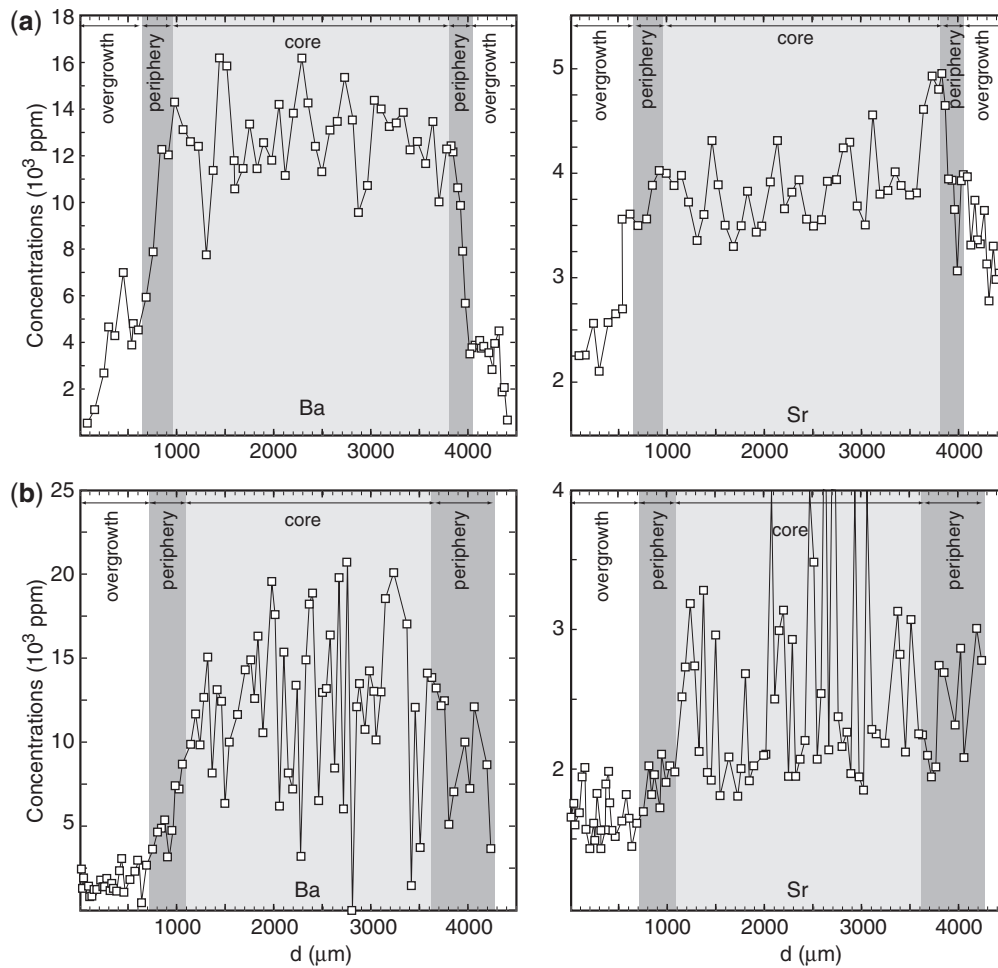 (a)
Concentrations (10³ ppm)
18
16
14
12
10
8
6
4
2
overgrowth
periphery
core
periphery
overgrowth
Ba
1000 2000 3000 4000
5
4
3
2
overgrowth
periphery
core
periphery
overgrowth
Sr
1000 2000 3000 4000
(b)
Concentrations (10³ ppm)
25
20
15
10
5
overgrowth
periphery
core
periphery
Ba
1000 2000 3000 4000
d (μm)
4
3
2
overgrowth
periphery
core
periphery
Sr
1000 2000 3000 4000
d (μm)